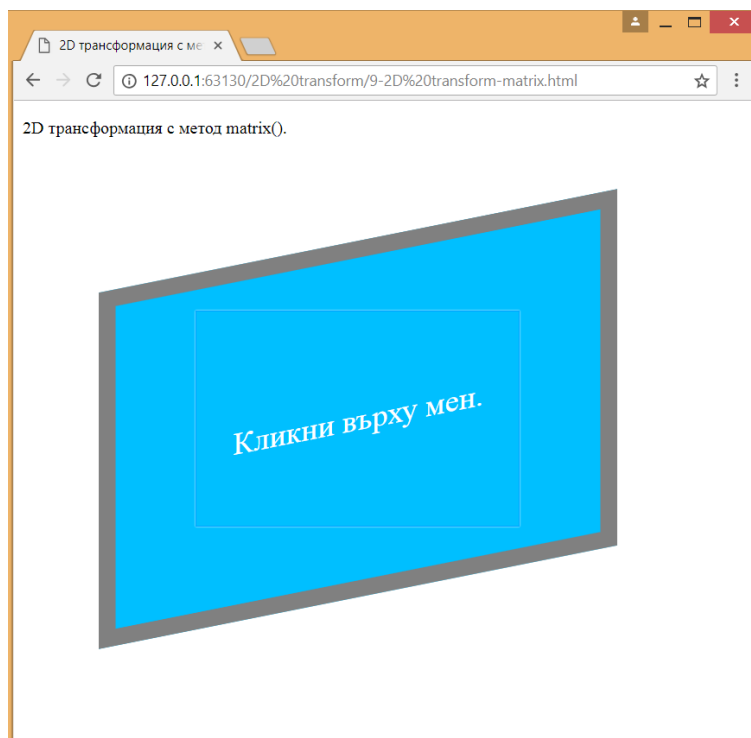 2D трансформация с ме
127.0.0.1:63130/2D%20transform/9-2D%20transform-matrix.html
2D трансформация с метод matrix().
Кликни върху мен.